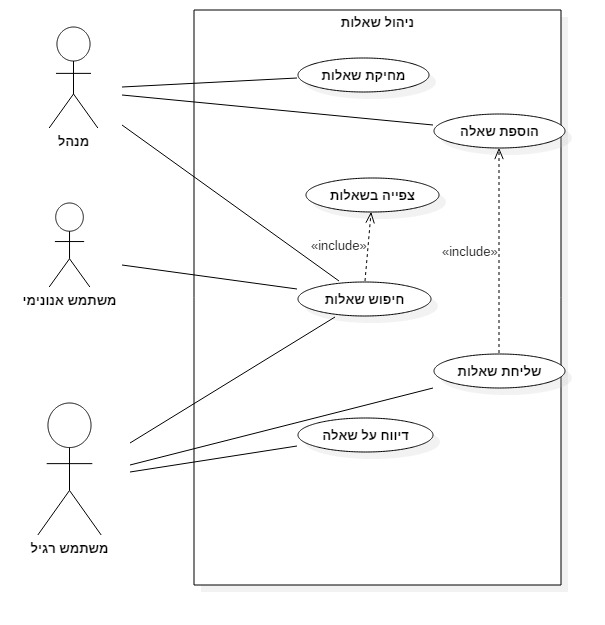 ניהול שאלות
מחיקת שאלות
הוספת שאלה
מנהל
צפייה בשאלות
«include»
«include»
משתמש אנונימי
חיפוש שאלות
שליחת שאלות
דיווח על שאלה
משתמש רגיל